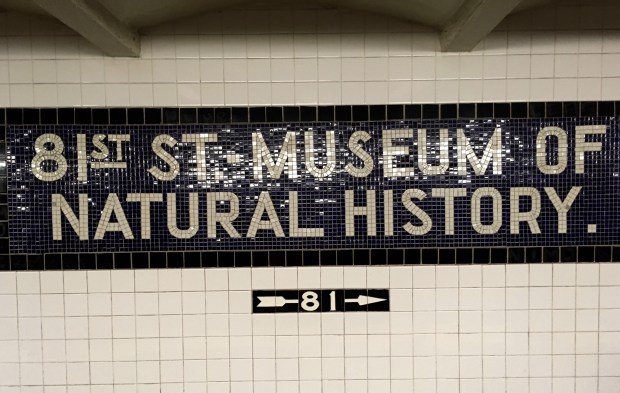 81ST ST·MUSEUM OF
NATURAL HISTORY.
81